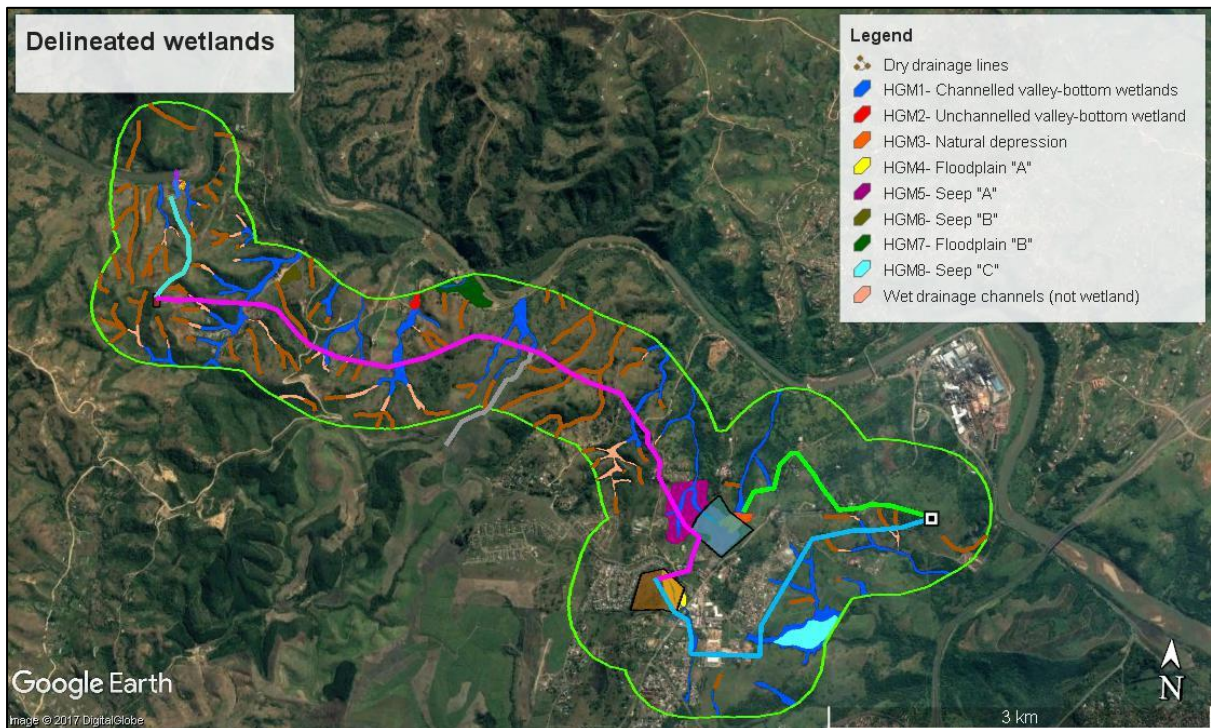 Delineated wetlands
Legend
Dry drainage lines
HGM1- Channelled valley-bottom wetlands
HGM2- Unchannelled valley-bottom wetland
HGM3- Natural depression
HGM4- Floodplain "A"
HGM5- Seep "A"
HGM6- Seep "B"
HGM7- Floodplain "B"
HGM8- Seep "C"
Wet drainage channels (not wetland)
Google Earth
Image © 2017 DigitalGlobe
N
3 km